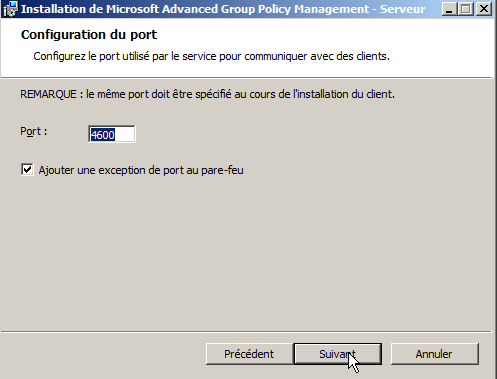 Installation de Microsoft Advanced Group Policy Management - Serveur
Configuration du port
Configurez le port utilisé par le service pour communiquer avec des clients.
REMARQUE : le même port doit être spécifié au cours de l'installation du client.
Port :
4600
Ajouter une exception de port au pare-feu
Précédent
Suivant
Annuler